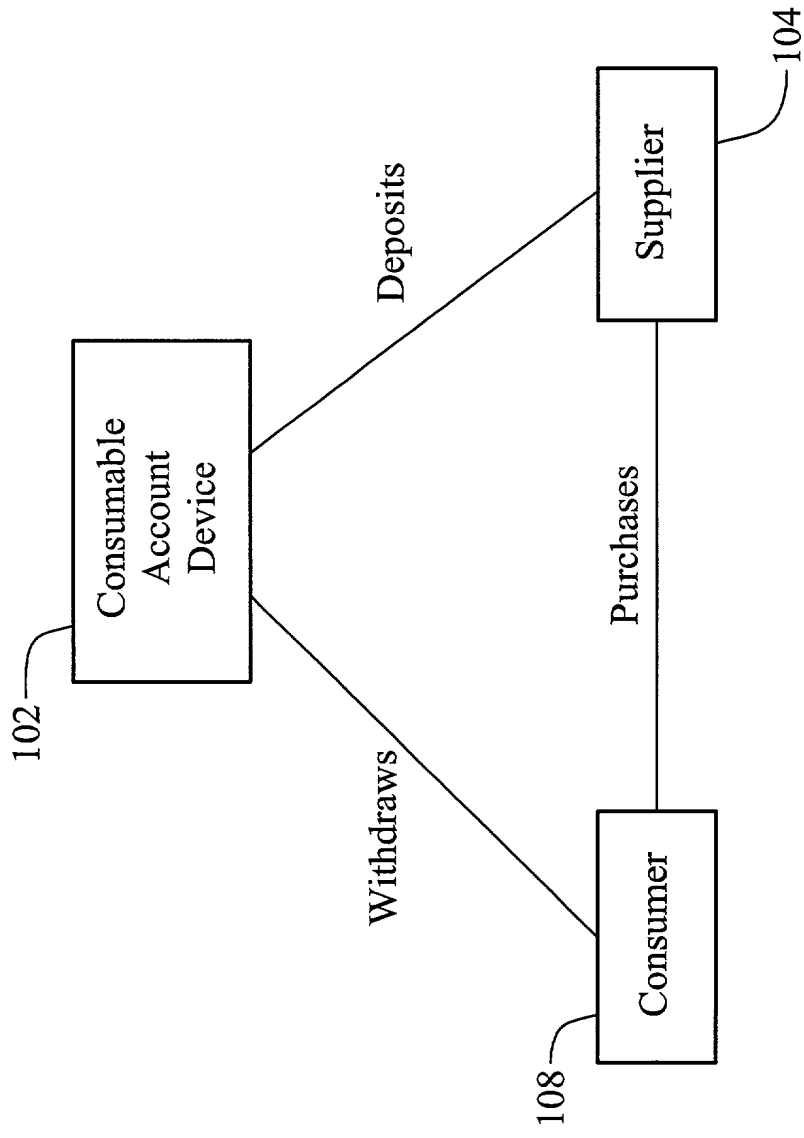 102
Consumable
Account
Device
Withdraws
Deposits
108
Consumer
Purchases
Supplier
104